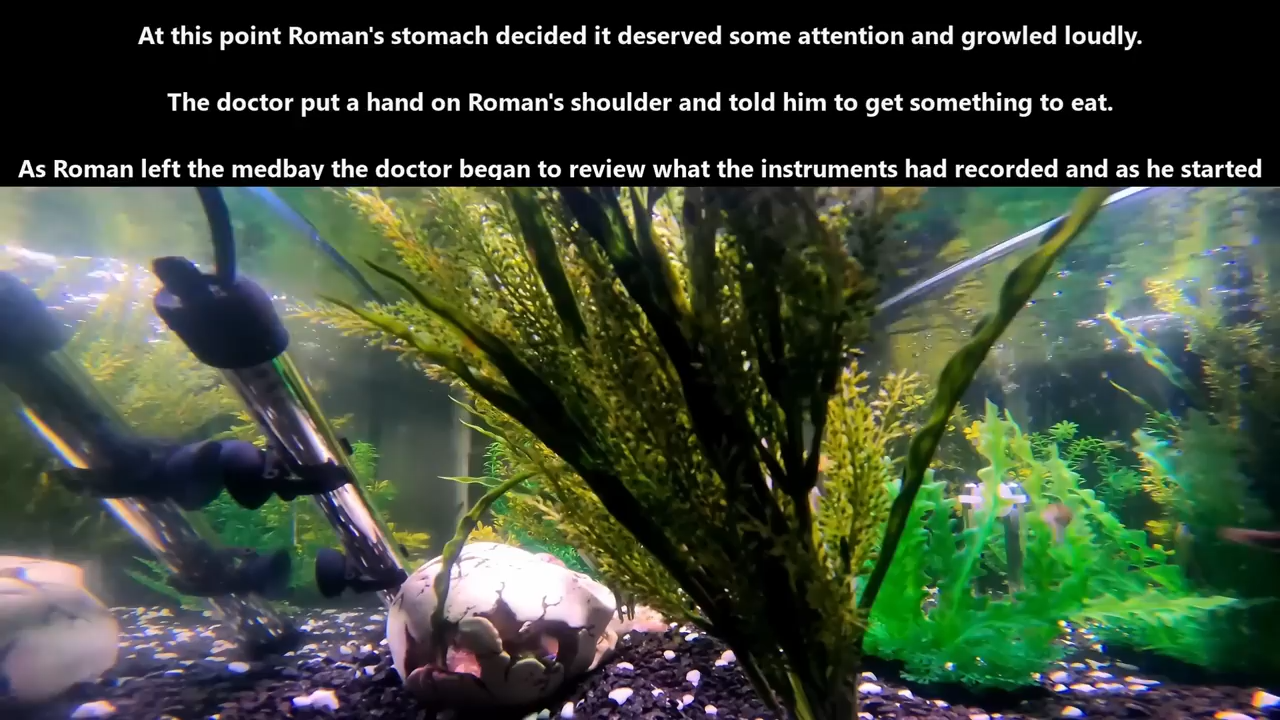 At this point Roman's stomach decided it deserved some attention and growled loudly.
The doctor put a hand on Roman's shoulder and told him to get something to eat.
As Roman left the medbay the doctor began to review what the instruments had recorded and as he started